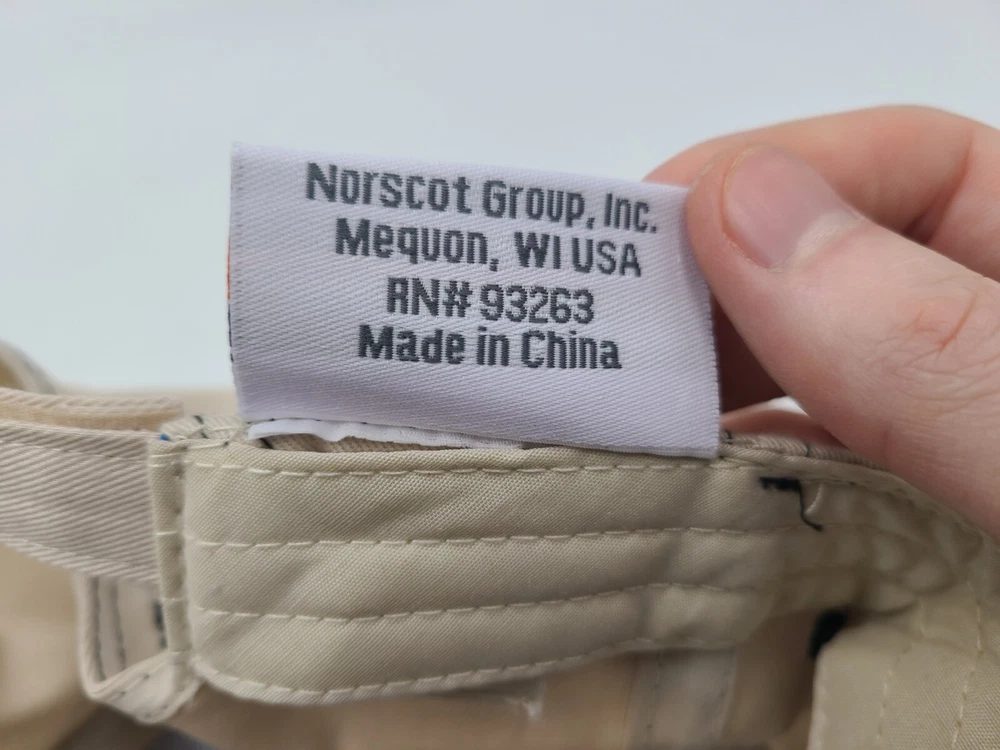 Norscot Group, Inc.
Mequon, WI USA
RN# 93263
Made in China